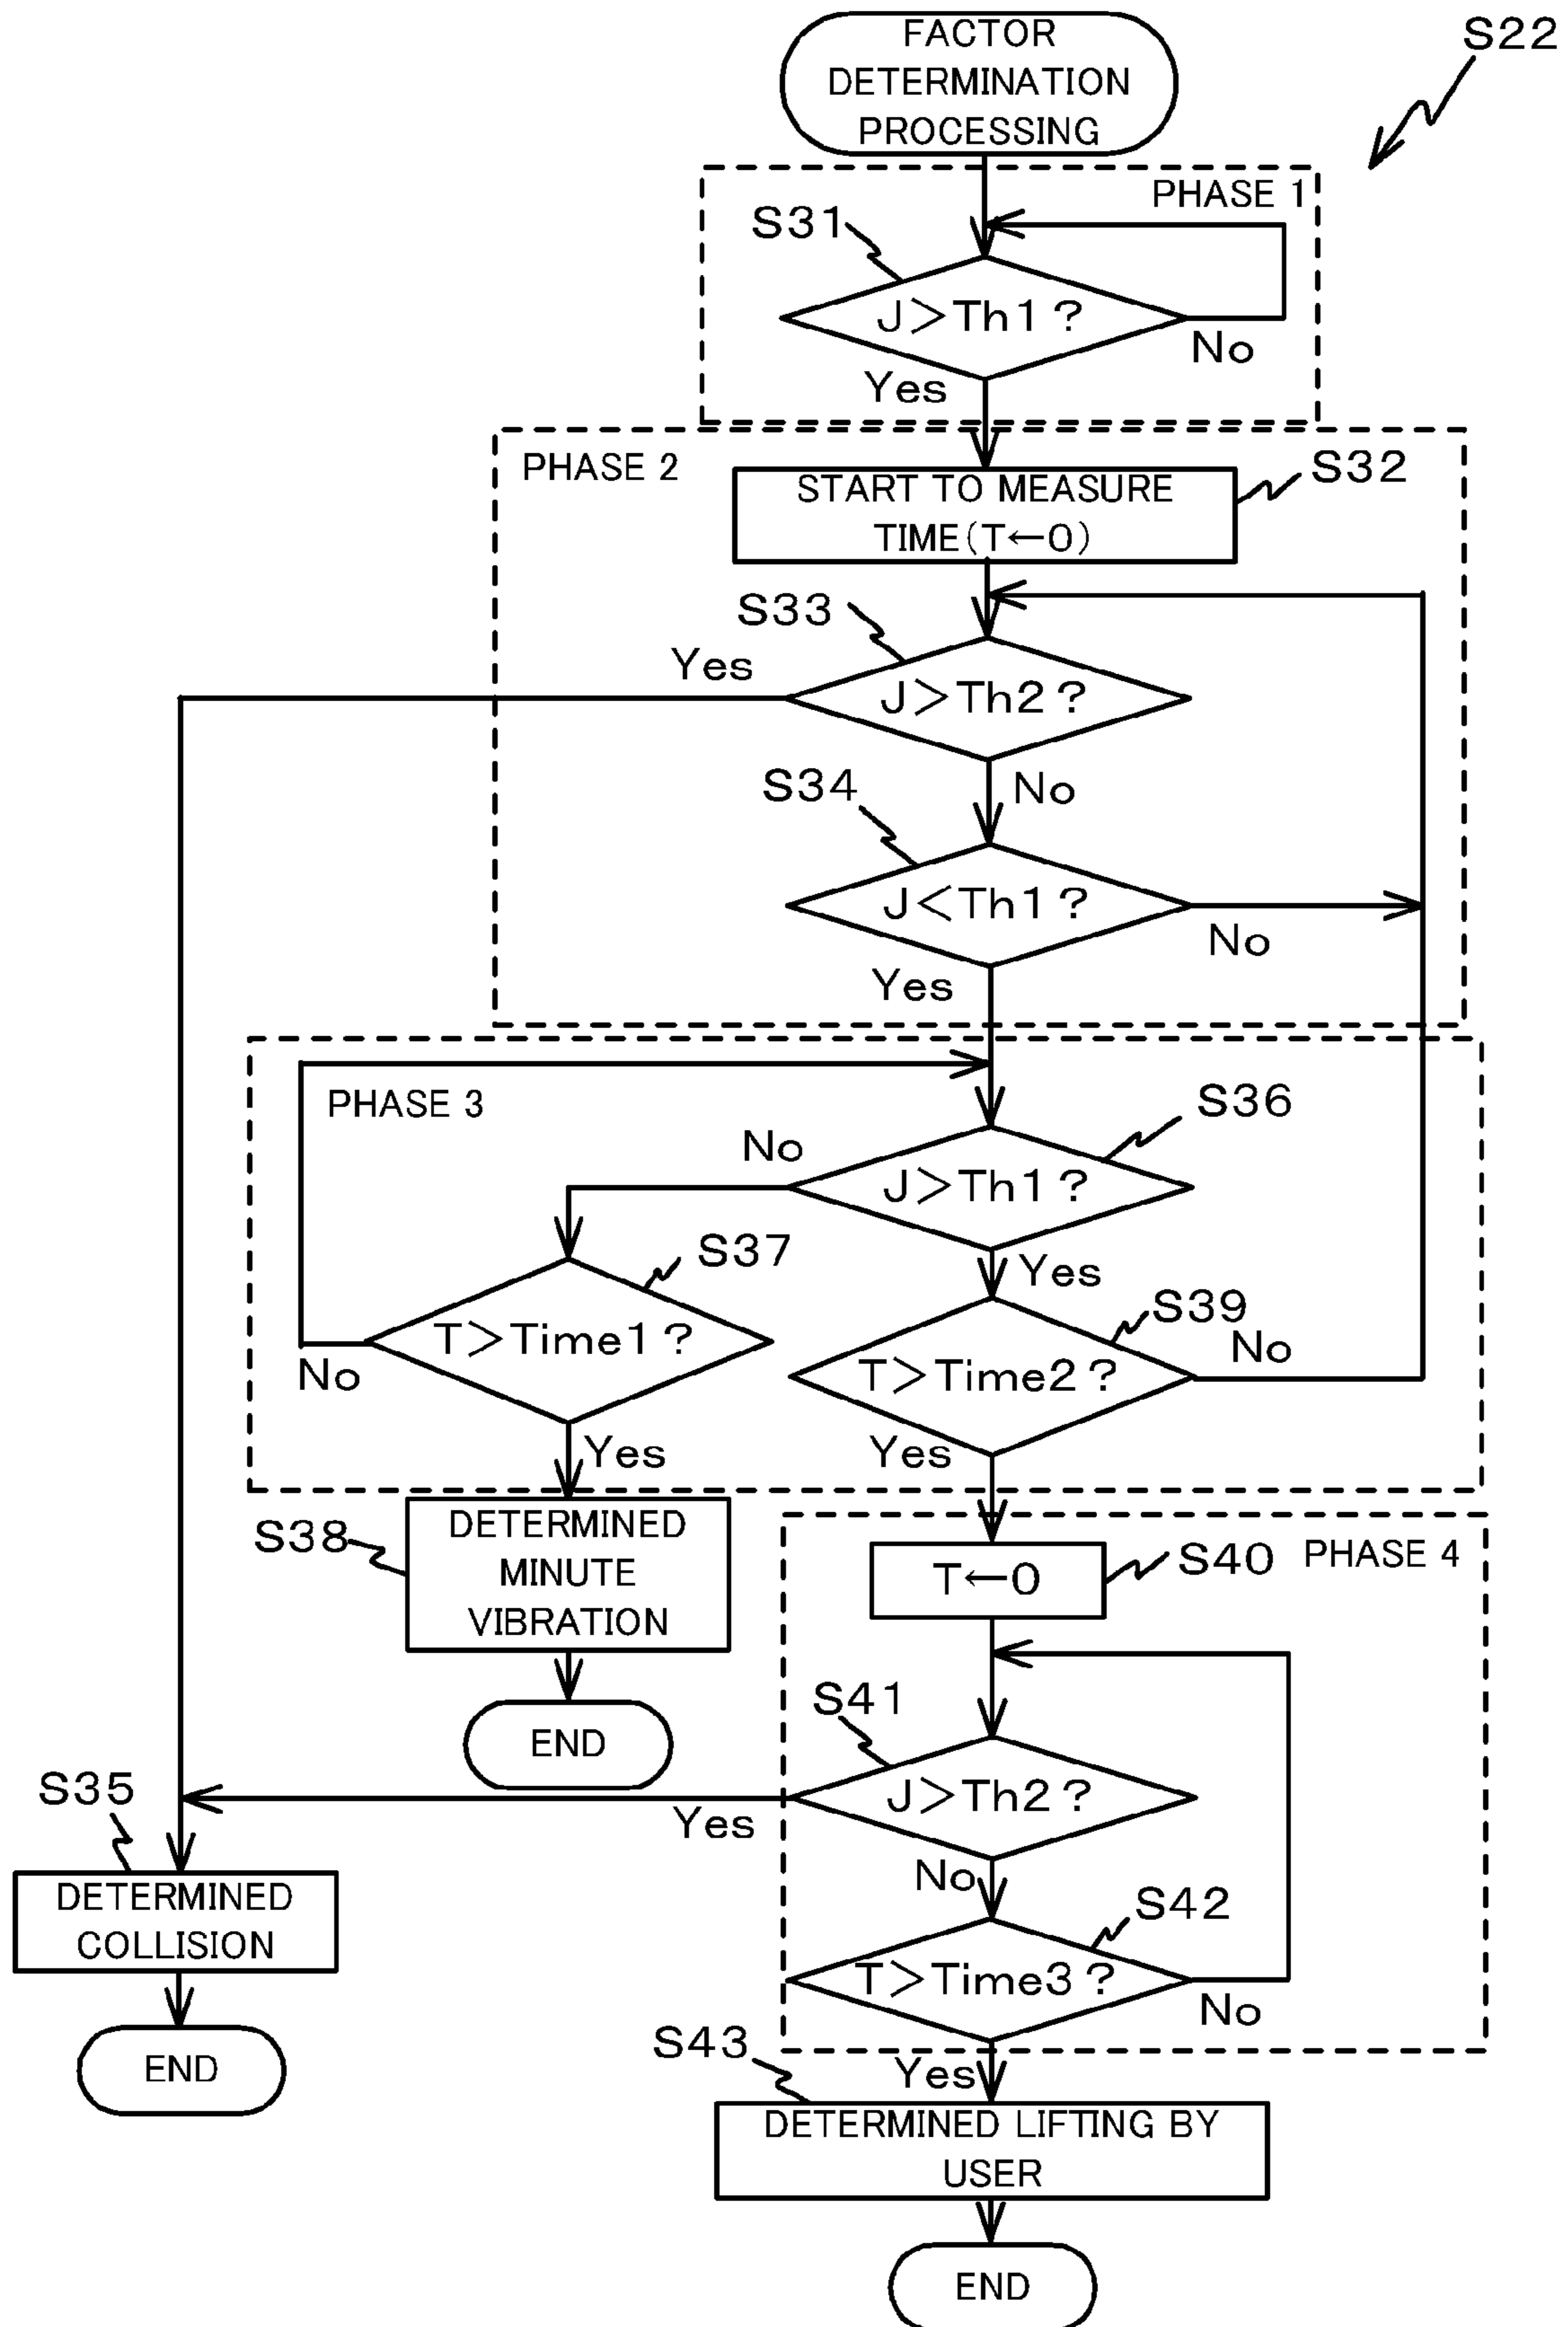 FACTOR
DETERMINATION
PROCESSING
S22
PHASE 1
S31
J>Th1?
No
Yes
PHASE 2
S32
START TO MEASURE
TIME(T←0)
S33
Yes
J>Th2?
S34
No
J<Th1?
No
Yes
PHASE 3
S36
No
J>Th1?
S37
Yes
S39
T>Time1?
No
T>Time2?
No
Yes
Yes
S38
DETERMINED
MINUTE
VIBRATION
S40
PHASE 4
T←0
END
S41
S35
J>Th2?
Yes
DETERMINED
COLLISION
No
S42
T>Time3?
No
END
S43
Yes
DETERMINED LIFTING BY
USER
END